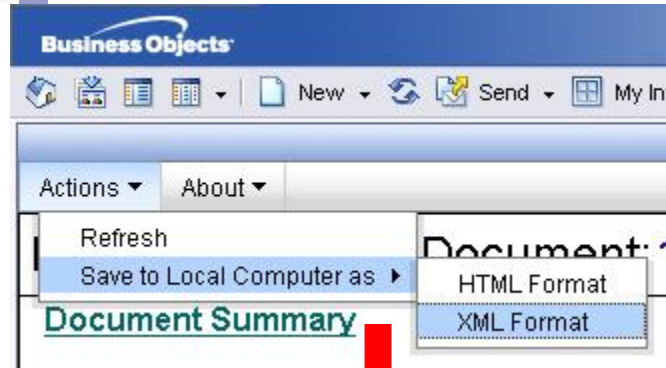 Business Objects
New Send My In
Actions About
Refresh
Document:
Save to Local Computer as
HTML Format
XML Format
Document Summary